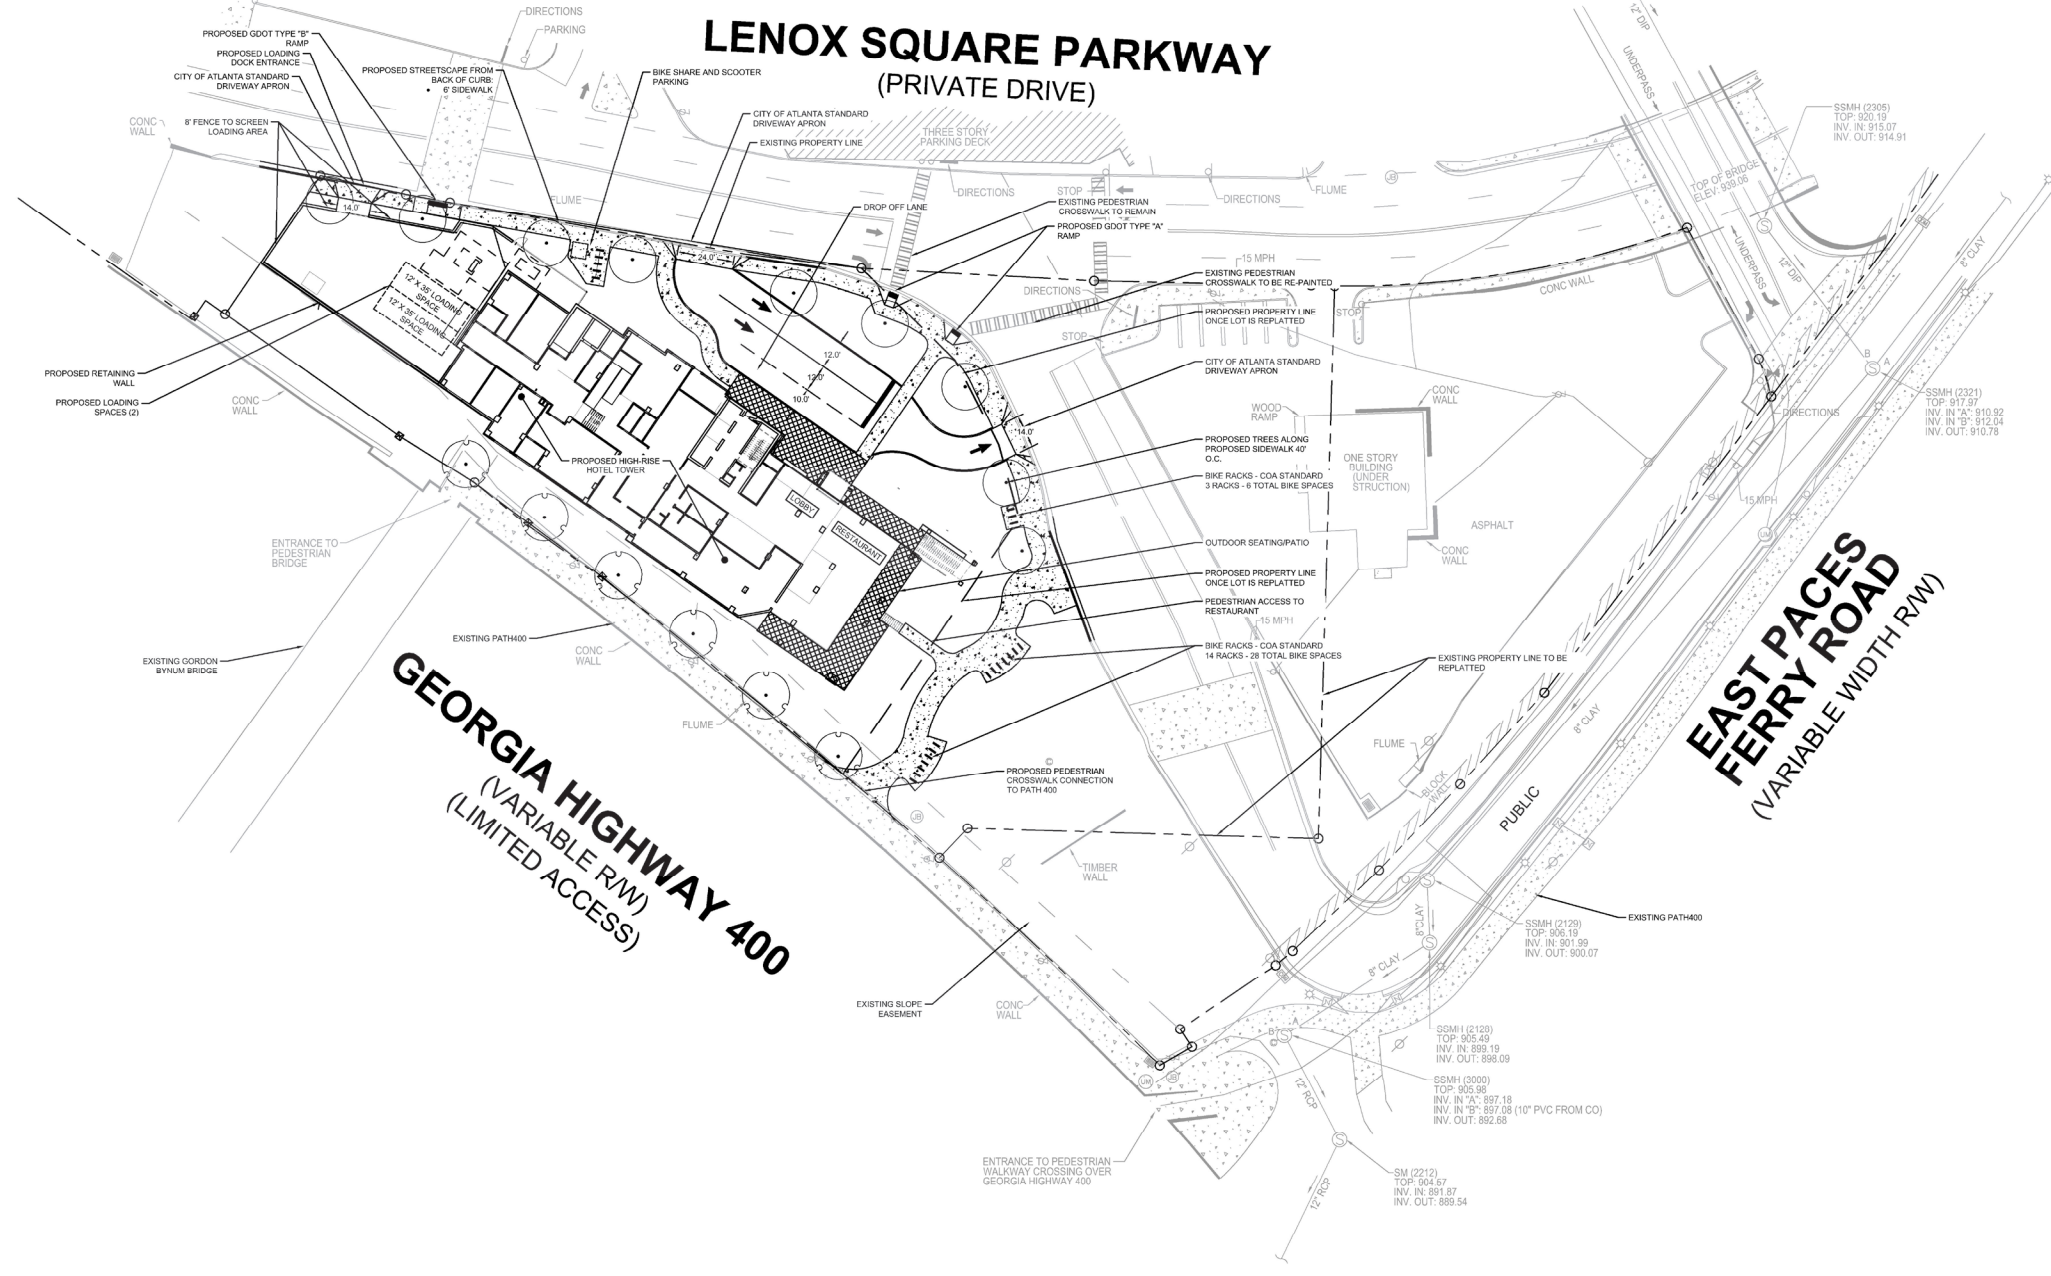 LENOX SQUARE PARKWAY
(PRIVATE DRIVE)
DIRECTIONS
PARKING
PROPOSED GDOT TYPE "B"
RAMP
PROPOSED LOADING
DOCK ENTRANCE
CITY OF ATLANTA STANDARD
DRIVEWAY APRON
8' FENCE TO SCREEN
LOADING AREA
CONC
WALL
PROPOSED STREETSCAPE FROM
BACK OF CURB:
6' SIDEWALK
BIKE SHARE AND SCOOTER
PARKING
CITY OF ATLANTA STANDARD
DRIVEWAY APRON
EXISTING PROPERTY LINE
THREE STORY
PARKING DECK
DIRECTIONS
STOP
DIRECTIONS
FLUME
JB
FLUME
DROP OFF LANE
EXISTING PEDESTRIAN
CROSSWALK TO REMAIN
PROPOSED GDOT TYPE "A"
RAMP
15 MPH
EXISTING PEDESTRIAN
CROSSWALK TO BE RE-PAINTED
DIRECTIONS
PROPOSED PROPERTY LINE
ONCE LOT IS REPLATTED
STOP
STOP
CONC WALL
CITY OF ATLANTA STANDARD
DRIVEWAY APRON
12" DIP
UNDERPASS
SSMH (2305)
TOP: 920.19
INV. IN: 915.07
INV. OUT: 914.91
TOP OF BRIDGE
ELEV: 939.06
UNDERPASS
12" DIP
8" CLAY
B
A
SSMH (2321)
TOP: 917.97
INV. IN "A": 910.92
INV. IN "B": 912.04
INV. OUT: 910.78
DIRECTIONS
15 MPH
UM
14.0'
24.0'
12' X 35' LOADING
SPACE
12' X 35' LOADING
SPACE
12.0'
12.0'
10.0'
14.0'
PROPOSED RETAINING
WALL
PROPOSED LOADING
SPACES (2)
CONC
WALL
PROPOSED HIGH-RISE
HOTEL TOWER
LOBBY
RESTAURANT
WOOD
RAMP
CONC
WALL
PROPOSED TREES ALONG
PROPOSED SIDEWALK 40'
O.C.
BIKE RACKS - COA STANDARD
3 RACKS - 6 TOTAL BIKE SPACES
ONE STORY
BUILDING
(UNDER
STRUCTION)
ASPHALT
CONC
WALL
OUTDOOR SEATING/PATIO
PROPOSED PROPERTY LINE
ONCE LOT IS REPLATTED
PEDESTRIAN ACCESS TO
RESTAURANT
15 MPH
BIKE RACKS - COA STANDARD
14 RACKS - 28 TOTAL BIKE SPACES
EXISTING PROPERTY LINE TO BE
REPLATTED
ENTRANCE TO
PEDESTRIAN
BRIDGE
EXISTING PATH400
CONC
WALL
EXISTING GORDON
BYNUM BRIDGE
FLUME
GEORGIA HIGHWAY 400
(VARIABLE R/W)
(LIMITED ACCESS)
EAST PACES
FERRY ROAD
(VARIABLE WIDTH R/W)
PROPOSED PEDESTRIAN
CROSSWALK CONNECTION
TO PATH 400
JB
TIMBER
WALL
FLUME
BLOCK
WALL
8" CLAY
PUBLIC
EXISTING PATH400
SSMH (2129)
TOP: 906.19
INV. IN: 901.99
INV. OUT: 900.07
8" CLAY
8" CLAY
EXISTING SLOPE
EASEMENT
CONC
WALL
A
B
SSMH (2128)
TOP: 905.49
INV. IN: 899.19
INV. OUT: 898.09
SSMH (3000)
TOP: 905.98
INV. IN "A": 897.18
INV. IN "B": 897.08 (10" PVC FROM CO)
INV. OUT: 892.68
UM
JB
12" RCP
ENTRANCE TO PEDESTRIAN
WALKWAY CROSSING OVER
GEORGIA HIGHWAY 400
SM (2212)
TOP: 904.67
INV. IN: 891.87
INV. OUT: 889.54
12" RCP